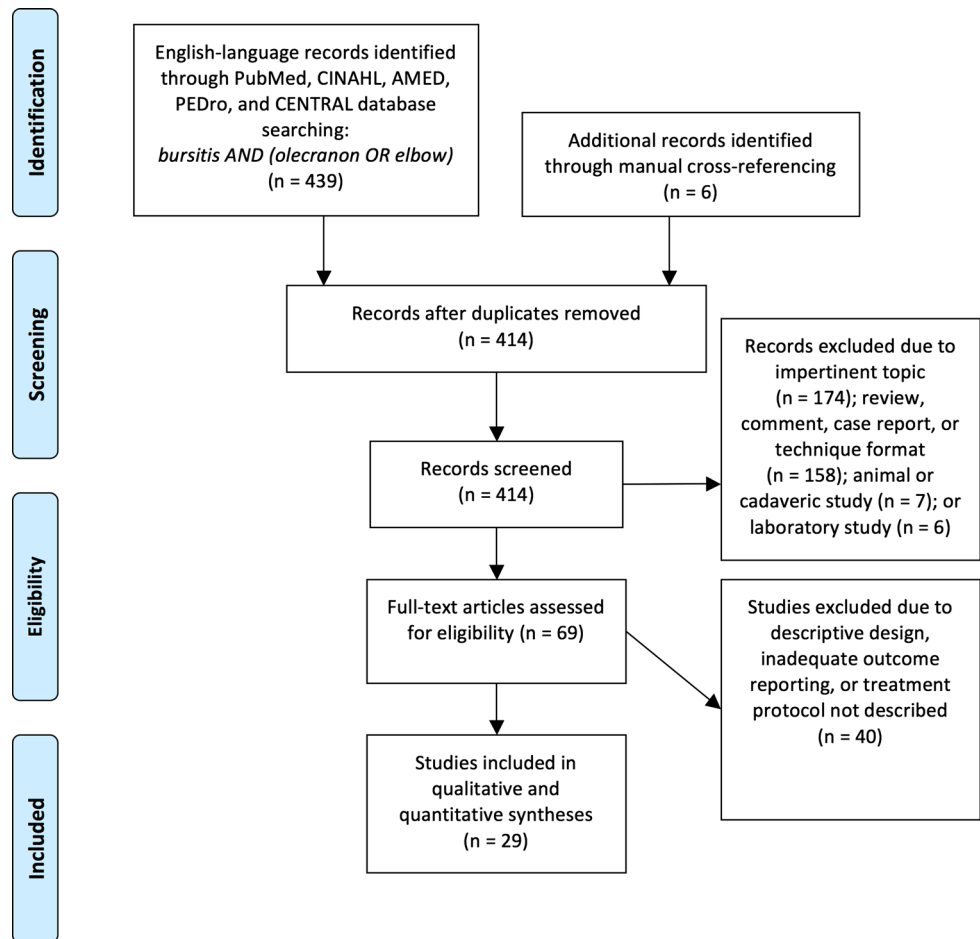 Identification
English-language records identified
through PubMed, CINAHL, AMED,
PEDro, and CENTRAL database
searching:
bursitis AND (olecranon OR elbow)
(n = 439)
Additional records identified
through manual cross-referencing
(n = 6)
Screening
Records after duplicates removed
(n = 414)
Records screened
(n = 414)
Records excluded due to
impertinent topic
(n = 174); review,
comment, case report, or
technique format
(n = 158); animal or
cadaveric study (n = 7); or
laboratory study (n = 6)
Eligibility
Full-text articles assessed
for eligibility (n = 69)
Studies excluded due to
descriptive design,
inadequate outcome
reporting, or treatment
protocol not described
(n = 40)
Included
Studies included in
qualitative and
quantitative syntheses
(n = 29)